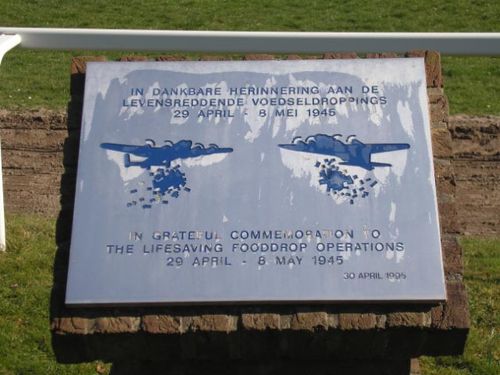 IN DANKBARE HERINNERING AAN DE
LEVENSREDDENDE VOEDSELDROPPINGS
29 APRIL - 8 MEI 1945
IN GRATEFUL COMMEMORATION TO
THE LIFESAVING FOODDROP OPERATIONS
29 APRIL - 8 MAY 1945
30 APRIL 1995